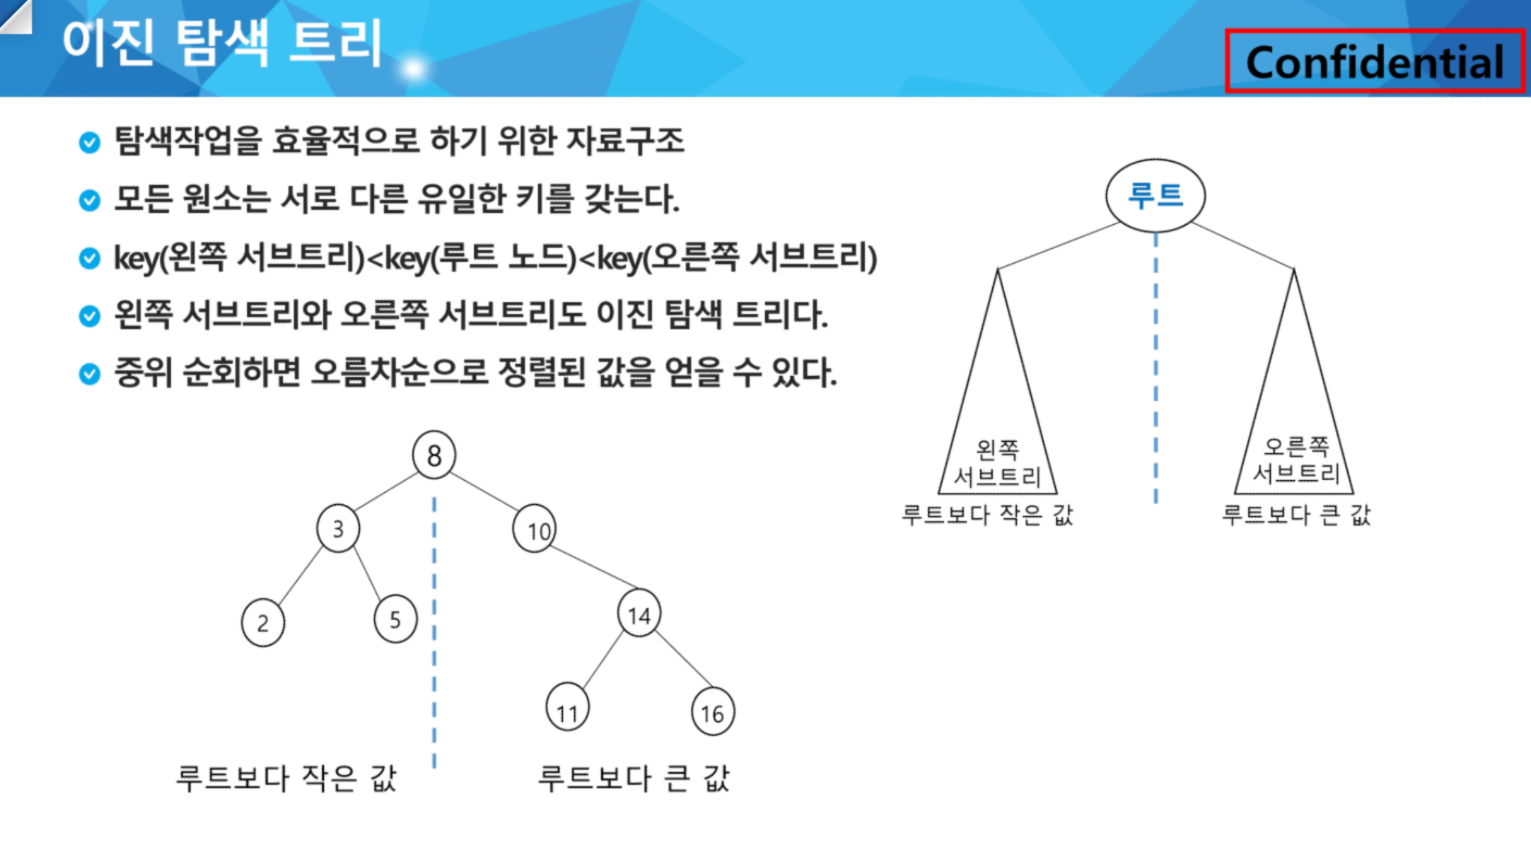 이진 탐색 트리
Confidential
탐색작업을 효율적으로 하기 위한 자료구조
모든 원소는 서로 다른 유일한 키를 갖는다.
key(왼쪽 서브트리)<key(루트 노드)<key(오른쪽 서브트리)
왼쪽 서브트리와 오른쪽 서브트리도 이진 탐색 트리다.
중위 순회하면 오름차순으로 정렬된 값을 얻을 수 있다.
루트
왼쪽
서브트리
루트보다 작은 값
오른쪽
서브트리
루트보다 큰 값
8
3
10
2
5
14
11
16
루트보다 작은 값
루트보다 큰 값